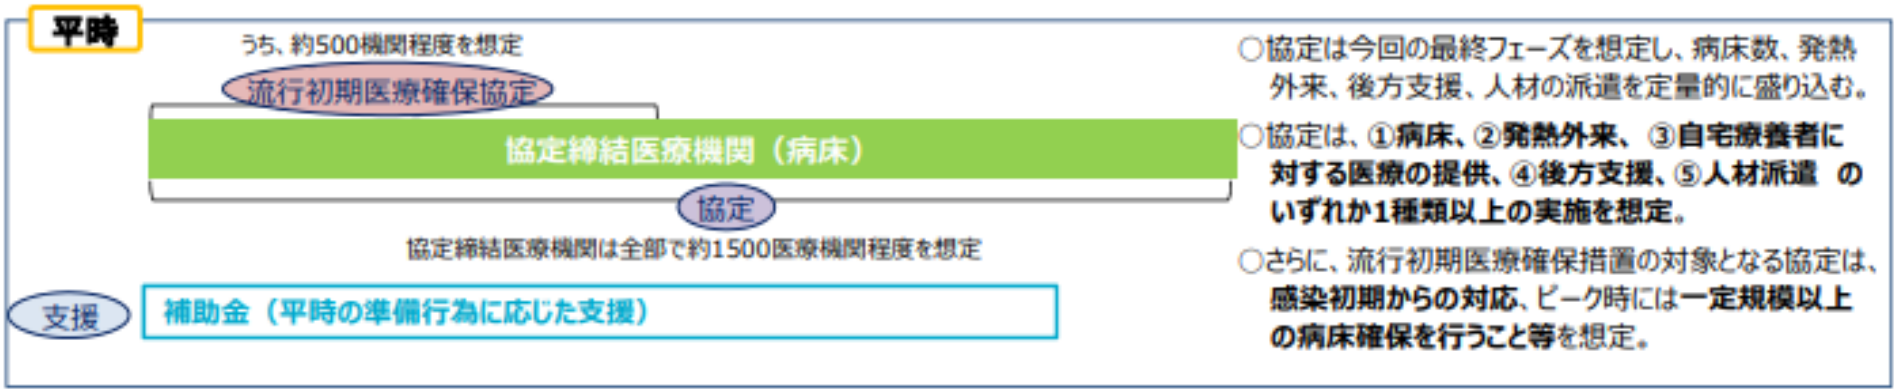 平時
うち、約500機関程度を想定
流行初期医療確保協定
協定締結医療機関（病床）
協定
協定締結医療機関は全部で約1500医療機関程度を想定
支援
補助金（平時の準備行為に応じた支援）
○協定は今回の最終フェーズを想定し、病床数、発熱
外来、後方支援、人材の派遣を定量的に盛り込む。
○協定は、①病床、②発熱外来、③自宅療養者に
対する医療の提供、④後方支援、⑤人材派遣 の
いずれか1種類以上の実施を想定。
○さらに、流行初期医療確保措置の対象となる協定は、
感染初期からの対応、ピーク時には一定規模以上
の病床確保を行うこと等を想定。